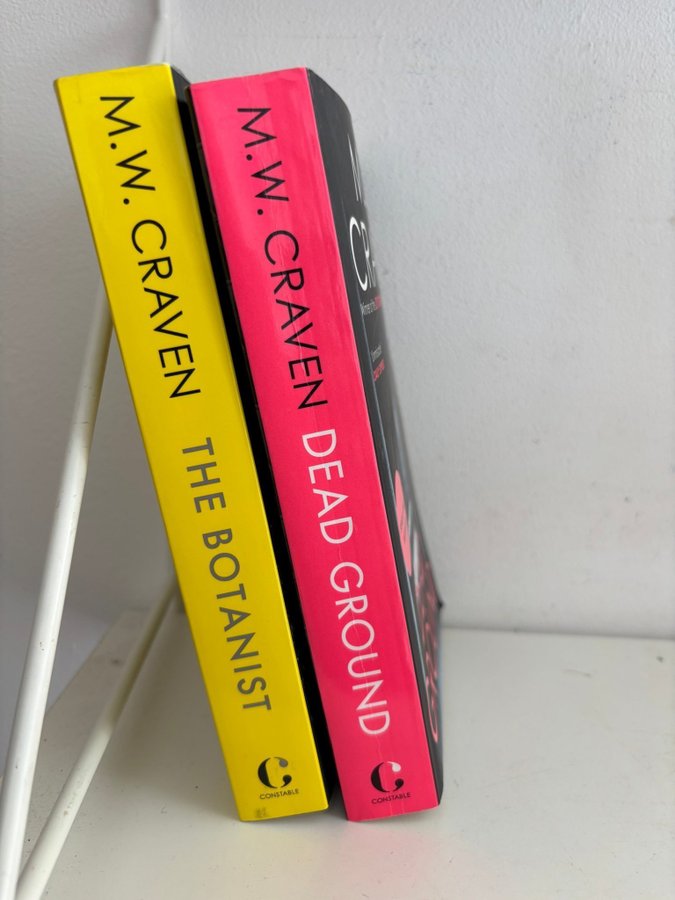 M.W. CRAVEN THE BOTANIST
CONSTABLE
M.W. CRAVEN DEAD GROUND
CONSTABLE